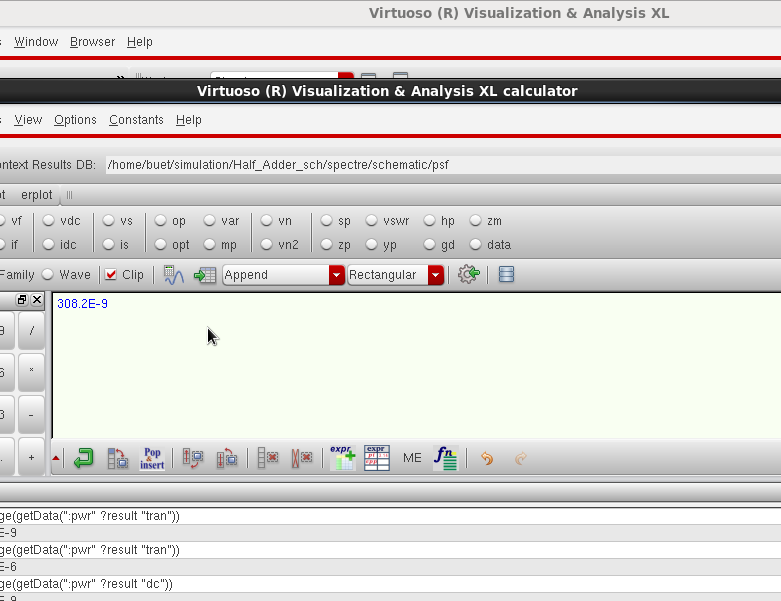 Virtuoso (R) Visualization & Analysis XL
s Window Browser Help
Virtuoso (R) Visualization & Analysis XL calculator
s View Options Constants Help
ontext Results DB: /home/buet/simulation/Half_Adder_sch/spectre/schematic/psf
ot erplot
vf vdc vs op var vn sp vswr hp zm
if idc is opt mp vn2 zp yp gd data
Family Wave Clip Append Rectangular
308.2E-9
9 /
6 *
3 -
. +
Pop & insert expr expr ME fn
ge(getData(":pwr" ?result "tran"))
E-9
ge(getData(":pwr" ?result "tran"))
E-6
ge(getData(":pwr" ?result "dc"))